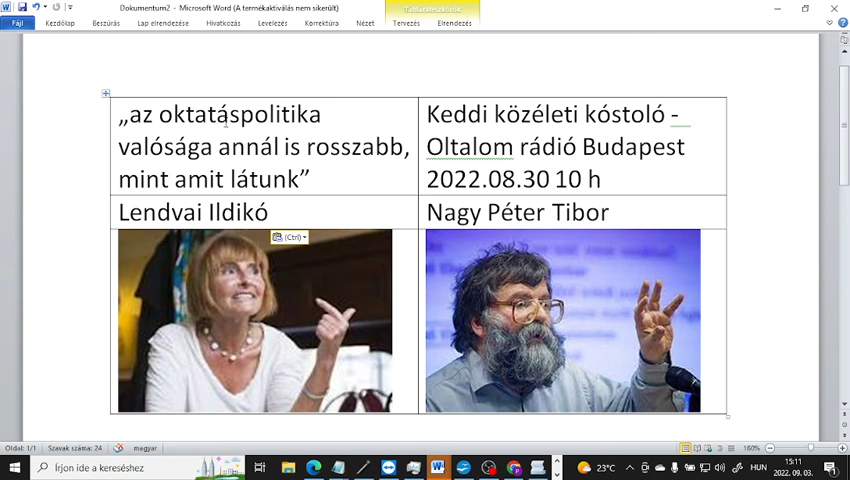 Dokumentum2 - Microsoft Word (A termékaktiválás nem sikerült)
Táblázateszközök
Fájl Kezdőlap Beszúrás Lap elrendezése Hivatkozás Levelezés Korrektúra Nézet Tervezés Elrendezés
„az oktatáspolitika
valósága annál is rosszabb,
mint amit látunk”
Keddi közéleti kóstoló -
Oltalom rádió Budapest
2022.08.30 10 h
Lendvai Ildikó
Nagy Péter Tibor
(Ctrl)
Oldal: 1/1 Szavak száma: 24 magyar 160%
Írjon ide a kereséshez
23°C
HUN
15:11
2022. 09. 03.